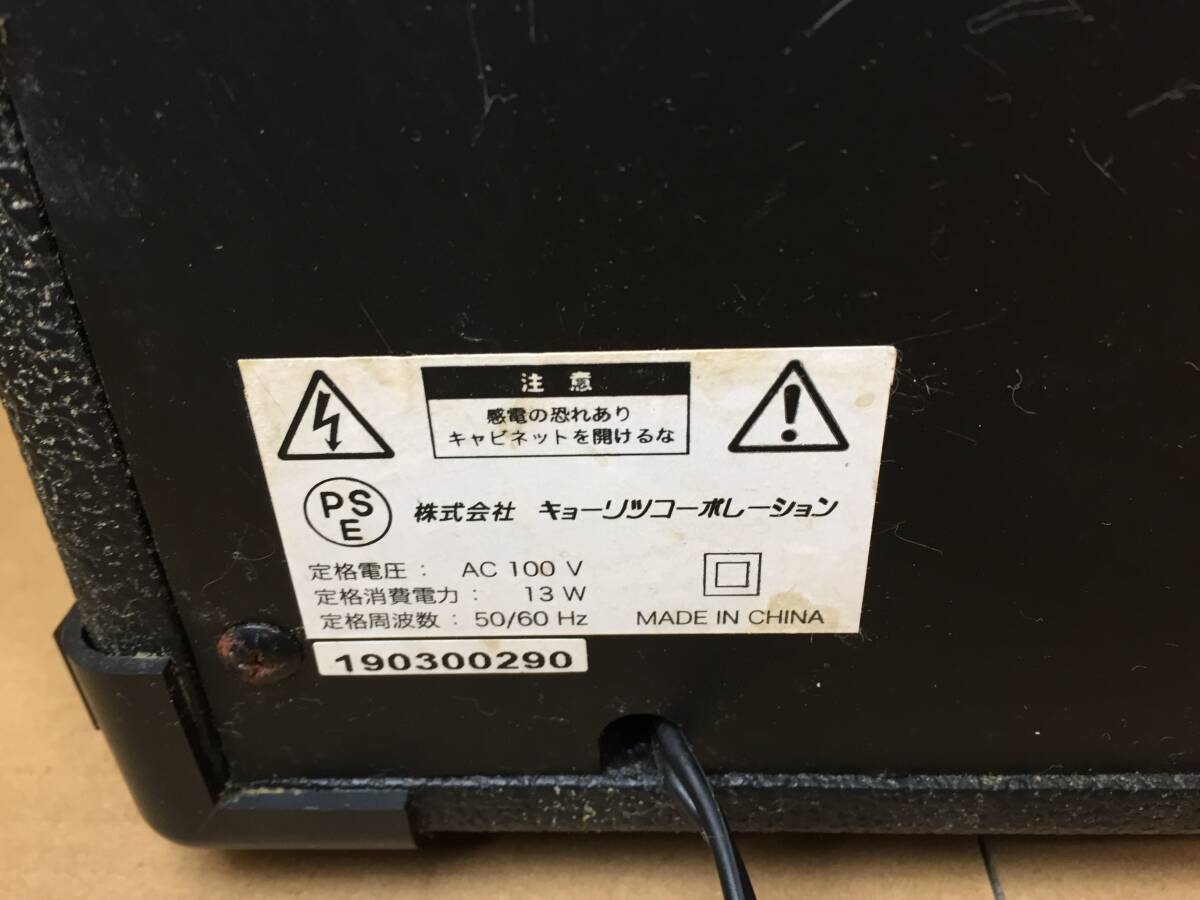 注意
感電の恐れあり
キャビネットを開けるな
PSE
株式会社 キョーリツコーポレーション
定格電圧: AC 100 V
定格消費電力: 13 W
定格周波数: 50/60 Hz
MADE IN CHINA
190300290